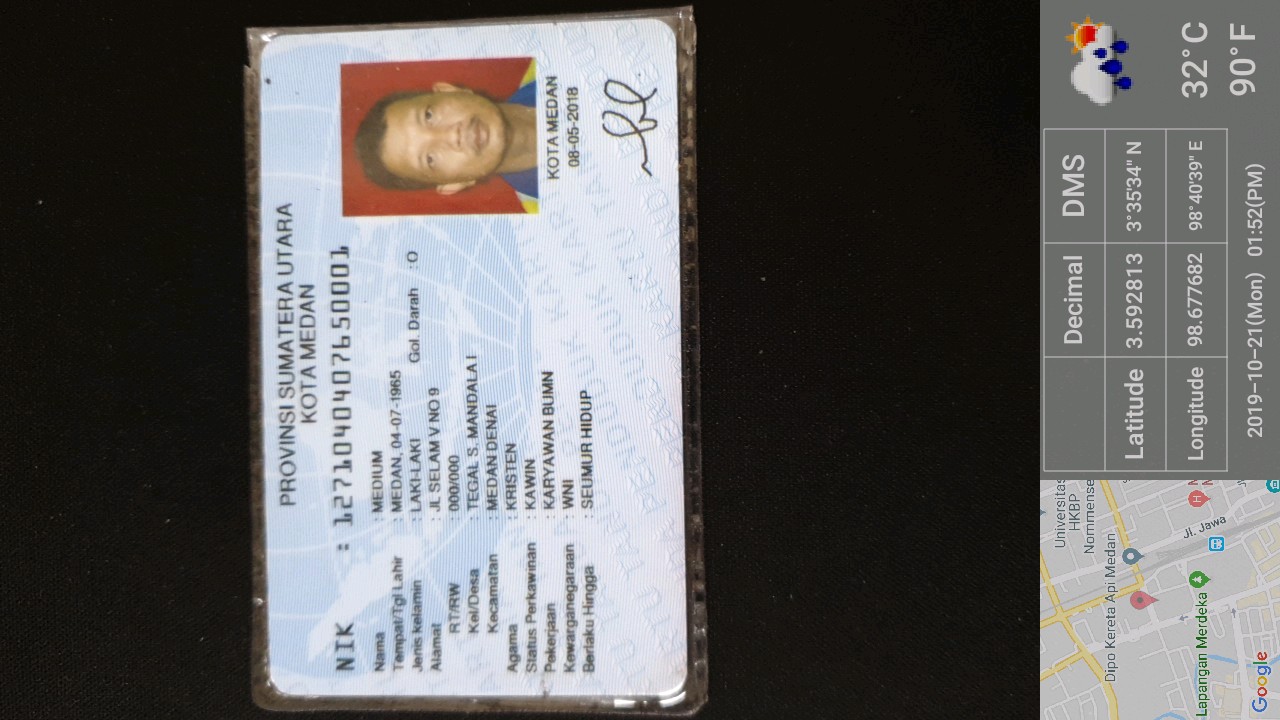 PROVINSI SUMATERA UTARA
KOTA MEDAN
NIK : 1271040407650001
Nama : MEDIUM
Tempat/Tgl Lahir : MEDAN, 04-07-1965
Jenis kelamin : LAKI-LAKI Gol. Darah : O
Alamat : JL SELAM V NO 9
RT/RW : 000/000
Kel/Desa : TEGAL S. MANDALA I
Kecamatan : MEDAN DENAI
Agama : KRISTEN
Status Perkawinan : KAWIN
Pekerjaan : KARYAWAN BUMN
Kewarganegaraan : WNI
Berlaku Hingga : SEUMUR HIDUP
KOTA MEDAN
08-05-2018
Universitas
HKBP
Nommense
Dipo Kereta Api Medan
Lapangan Merdeka
Jl. Jawa
Google
Decimal DMS
Latitude 3.592813 3°35'34" N
Longitude 98.677682 98°40'39" E
2019-10-21(Mon) 01:52(PM)
32°C
90°F